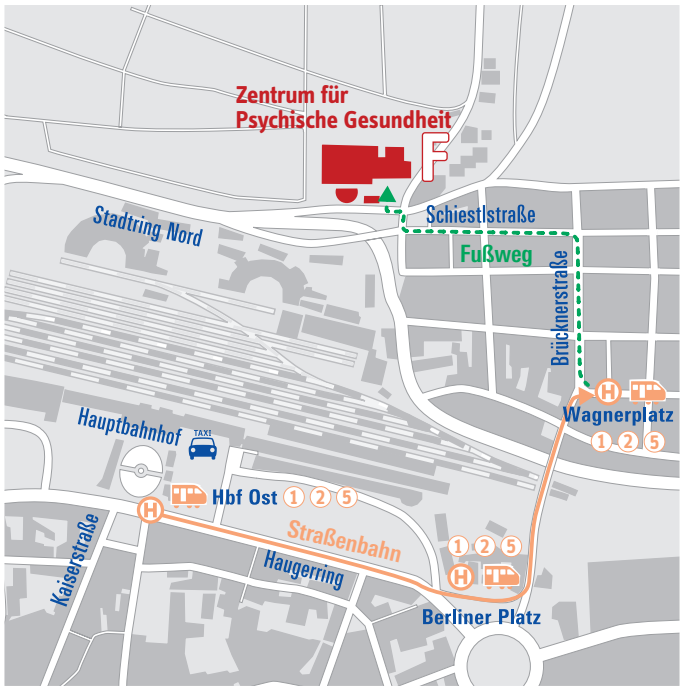 Zentrum für
Psychische Gesundheit
F
Schiestlstraße
Stadtring Nord
Fußweg
Brücknerstraße
H
Wagnerplatz
1 2 5
Hauptbahnhof
TAXI
Hbf Ost 1 2 5
H
Straßenbahn
Kaiserstraße
Haugerring
1 2 5
H
Berliner Platz